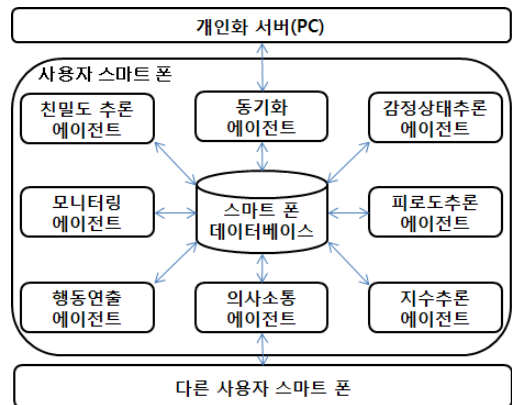 개인화 서버(PC)
사용자 스마트 폰
친밀도 추론
에이전트
동기화
에이전트
감정상태추론
에이전트
모니터링
에이전트
스마트 폰
데이터베이스
피로도추론
에이전트
행동연출
에이전트
의사소통
에이전트
지수추론
에이전트
다른 사용자 스마트 폰